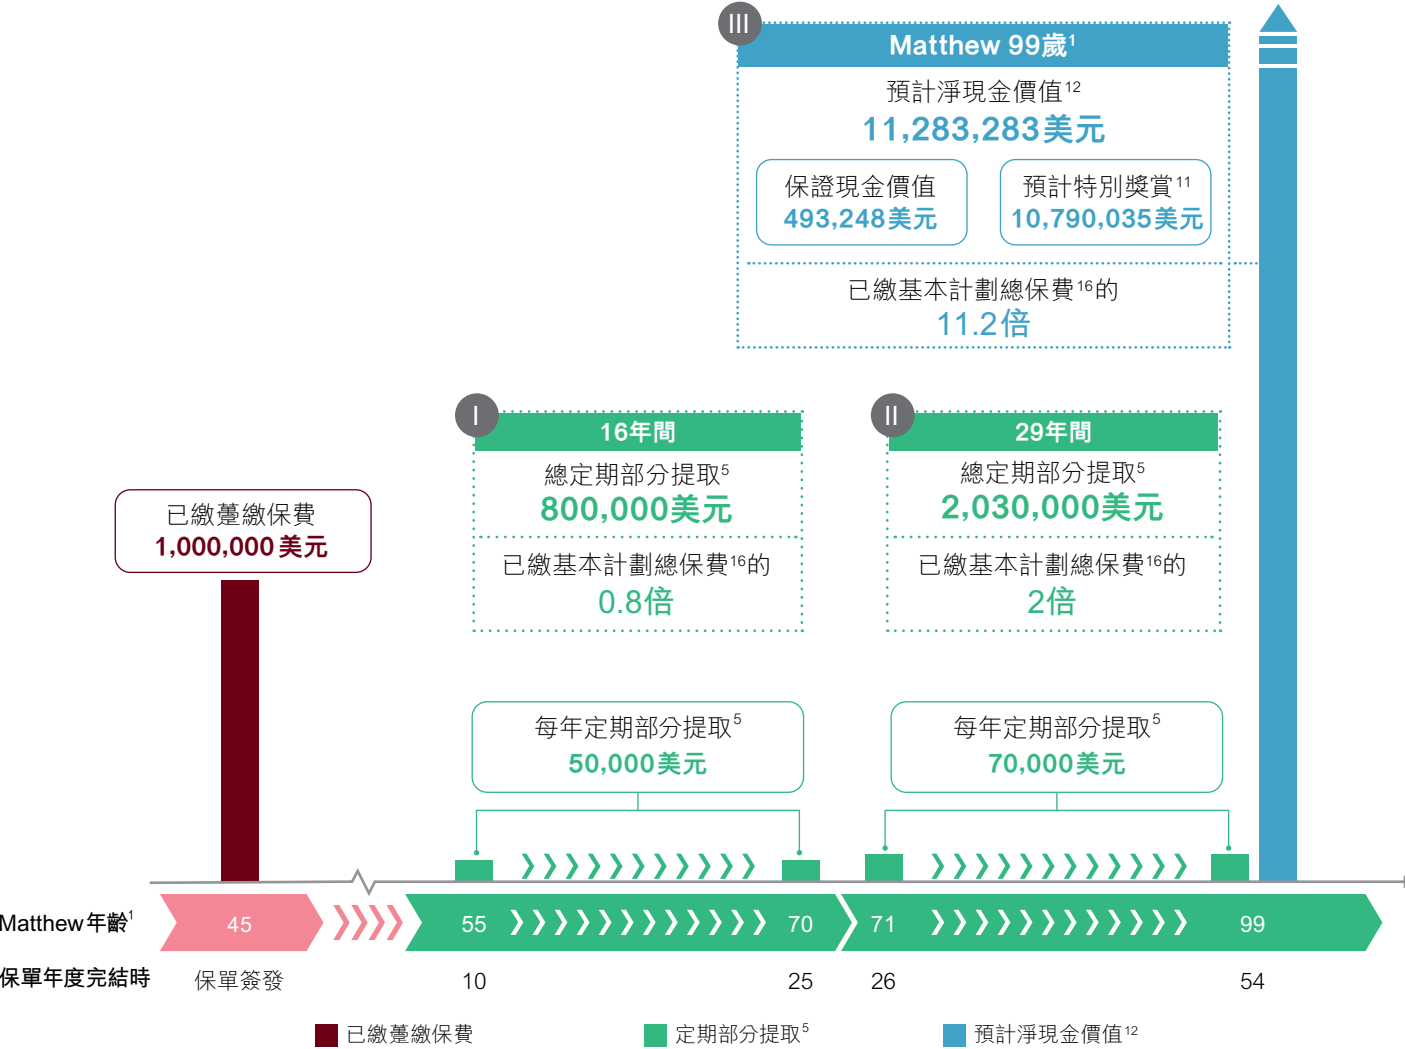 III
Matthew 99歲1
預計淨現金價值12
11,283,283美元
保證現金價值
493,248美元
預計特別獎賞11
10,790,035美元
已繳基本計劃總保費16的
11.2倍
I
16年間
總定期部分提取5
800,000美元
已繳基本計劃總保費16的
0.8倍
II
29年間
總定期部分提取5
2,030,000美元
已繳基本計劃總保費16的
2倍
已繳躉繳保費
1,000,000美元
每年定期部分提取5
50,000美元
每年定期部分提取5
70,000美元
Matthew年齡1 45 55 70 71 99
保單年度完結時 保單簽發 10 25 26 54
已繳躉繳保費 定期部分提取5 預計淨現金價值12